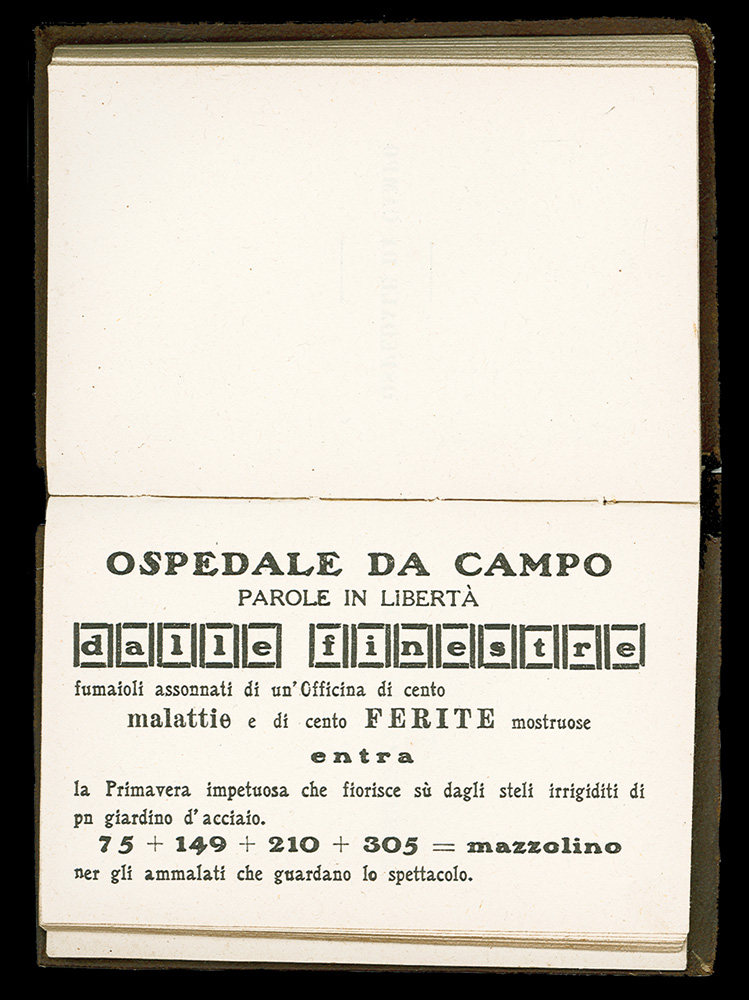 OSPEDALE DA CAMPO
PAROLE IN LIBERTÀ
dalle finestre
fumaioli assonnati di un'Officina di cento
malattie e di cento FERITE mostruose
entra
la Primavera impetuosa che fiorisce sù dagli steli irrigiditi di
pn giardino d'acciaio.
75 + 149 + 210 + 305 = mazzolino
ner gli ammalati che guardano lo spettacolo.